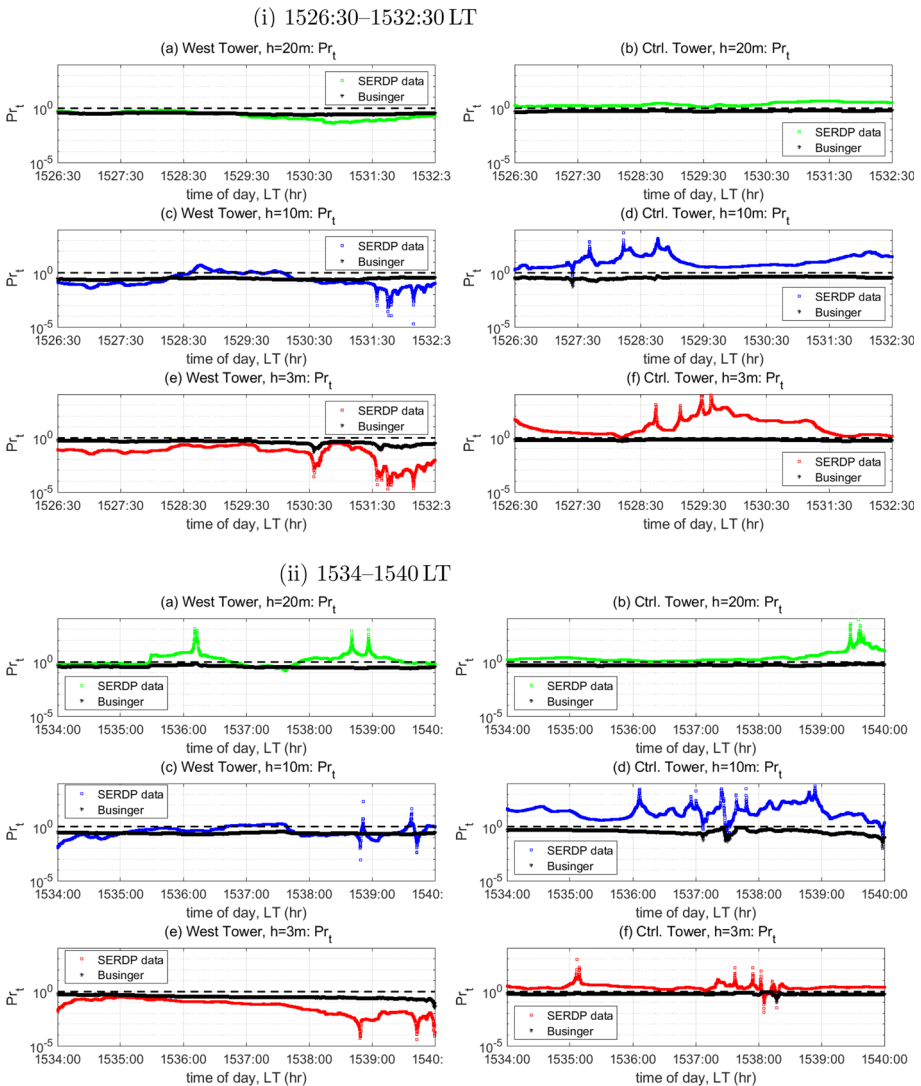 (i) 1526:30–1532:30 LT
(a) West Tower, h=20m: Pr_t
(b) Ctrl. Tower, h=20m: Pr_t
Pr_t
10^0
10^-5
SERDP data
Businger
1526:30 1527:30 1528:30 1529:30 1530:30 1531:30 1532:3
time of day, LT (hr)
Pr_t
10^0
10^-5
SERDP data
Businger
1526:30 1527:30 1528:30 1529:30 1530:30 1531:30 1532:30
time of day, LT (hr)
(c) West Tower, h=10m: Pr_t
(d) Ctrl. Tower, h=10m: Pr_t
Pr_t
10^0
10^-5
SERDP data
Businger
1526:30 1527:30 1528:30 1529:30 1530:30 1531:30 1532:3
time of day, LT (hr)
Pr_t
10^0
10^-5
SERDP data
Businger
1526:30 1527:30 1528:30 1529:30 1530:30 1531:30 1532:30
time of day, LT (hr)
(e) West Tower, h=3m: Pr_t
(f) Ctrl. Tower, h=3m: Pr_t
Pr_t
10^0
10^-5
SERDP data
Businger
1526:30 1527:30 1528:30 1529:30 1530:30 1531:30 1532:3
time of day, LT (hr)
Pr_t
10^0
10^-5
SERDP data
Businger
1526:30 1527:30 1528:30 1529:30 1530:30 1531:30 1532:30
time of day, LT (hr)
(ii) 1534–1540 LT
(a) West Tower, h=20m: Pr_t
(b) Ctrl. Tower, h=20m: Pr_t
Pr_t
10^0
10^-5
SERDP data
Businger
1534:00 1535:00 1536:00 1537:00 1538:00 1539:00 1540:
time of day, LT (hr)
Pr_t
10^0
10^-5
SERDP data
Businger
1534:00 1535:00 1536:00 1537:00 1538:00 1539:00 1540:00
time of day, LT (hr)
(c) West Tower, h=10m: Pr_t
(d) Ctrl. Tower, h=10m: Pr_t
Pr_t
10^0
10^-5
SERDP data
Businger
1534:00 1535:00 1536:00 1537:00 1538:00 1539:00 1540:
time of day, LT (hr)
Pr_t
10^0
10^-5
SERDP data
Businger
1534:00 1535:00 1536:00 1537:00 1538:00 1539:00 1540:00
time of day, LT (hr)
(e) West Tower, h=3m: Pr_t
(f) Ctrl. Tower, h=3m: Pr_t
Pr_t
10^0
10^-5
SERDP data
Businger
1534:00 1535:00 1536:00 1537:00 1538:00 1539:00 1540:
time of day, LT (hr)
Pr_t
10^0
10^-5
SERDP data
Businger
1534:00 1535:00 1536:00 1537:00 1538:00 1539:00 1540:00
time of day, LT (hr)